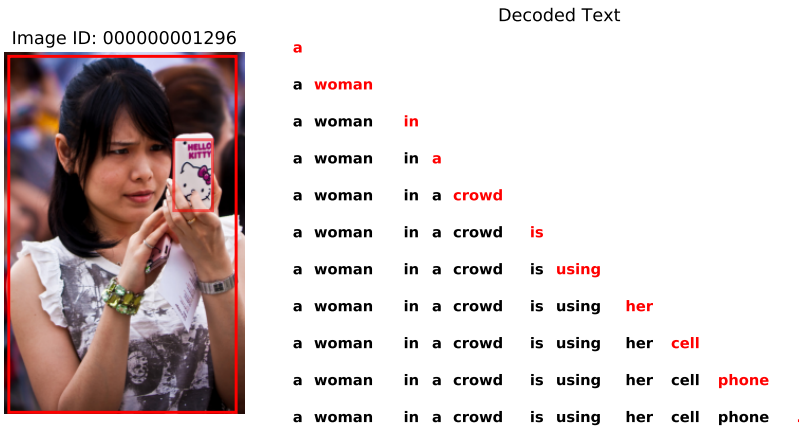 Decoded Text
Image ID: 000000001296
HELLO
KITTY
a
a woman
a woman in
a woman in a
a woman in a crowd
a woman in a crowd is
a woman in a crowd is using
a woman in a crowd is using her
a woman in a crowd is using her cell
a woman in a crowd is using her cell phone
a woman in a crowd is using her cell phone